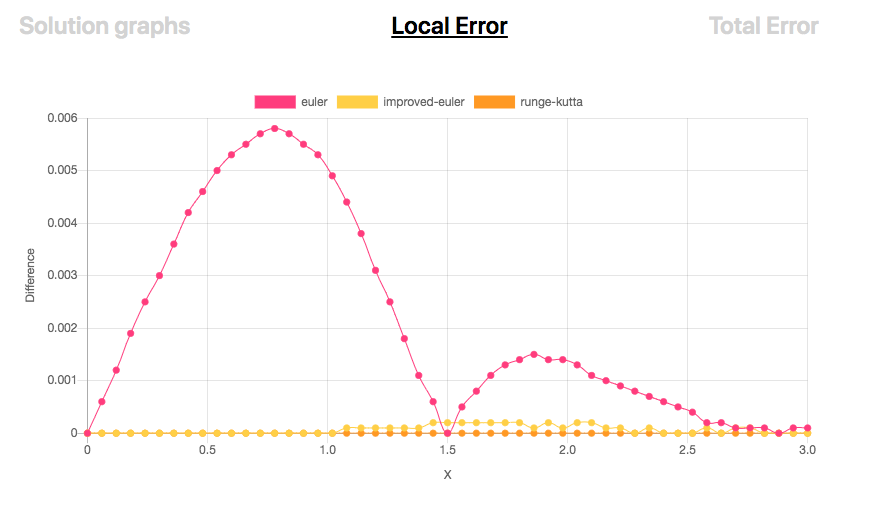 Solution graphs Local Error Total Error
euler improved-euler runge-kutta
0.006
0.005
0.004
0.003
0.002
0.001
0
Difference
0 0.5 1.0 1.5 2.0 2.5 3.0
X